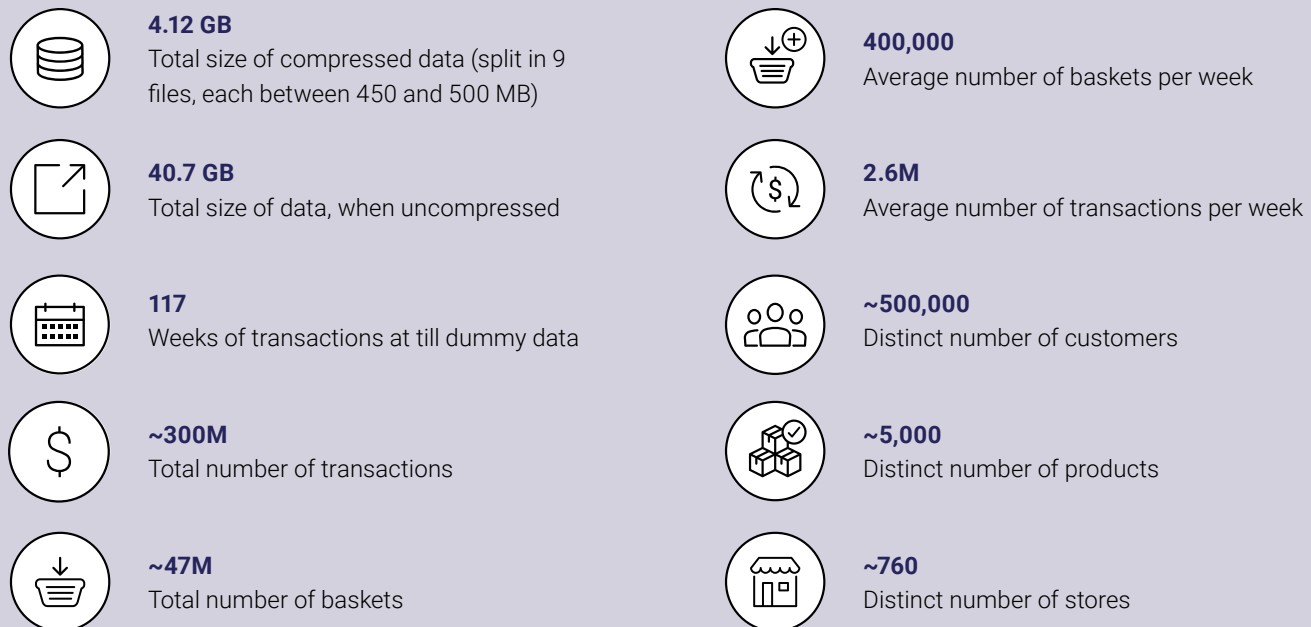 4.12 GB
Total size of compressed data (split in 9
files, each between 450 and 500 MB)
40.7 GB
Total size of data, when uncompressed
117
Weeks of transactions at till dummy data
~300M
Total number of transactions
~47M
Total number of baskets
400,000
Average number of baskets per week
2.6M
Average number of transactions per week
~500,000
Distinct number of customers
~5,000
Distinct number of products
~760
Distinct number of stores